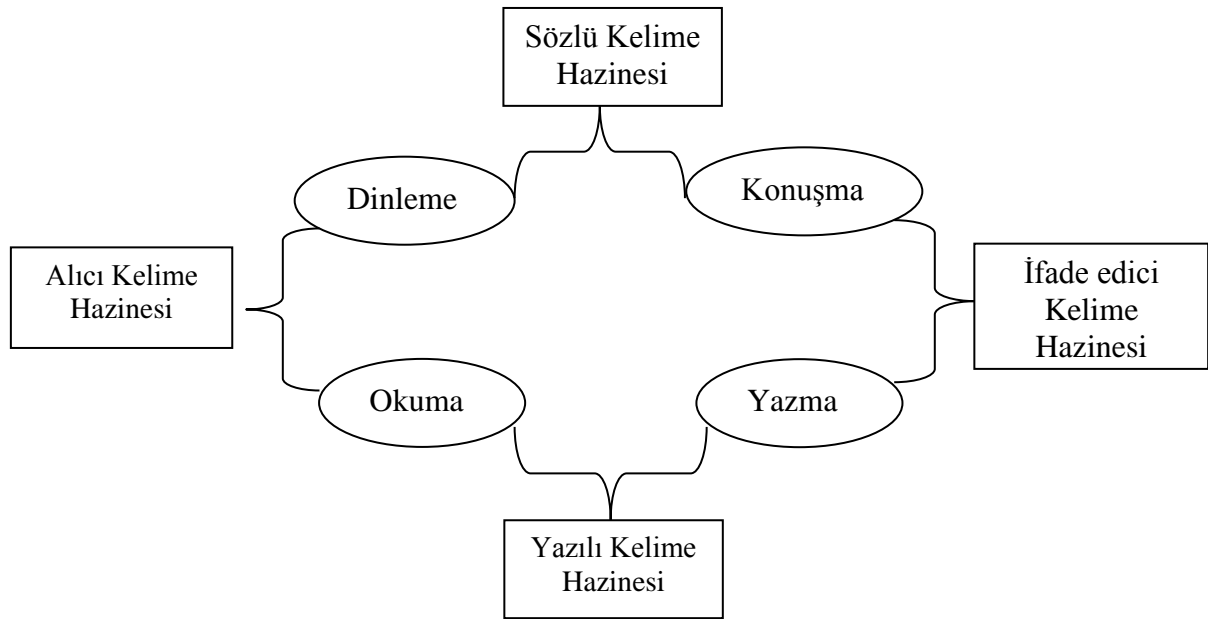 Sözlü Kelime
Hazinesi
Dinleme
Konuşma
Alıcı Kelime
Hazinesi
İfade edici
Kelime
Hazinesi
Okuma
Yazma
Yazılı Kelime
Hazinesi